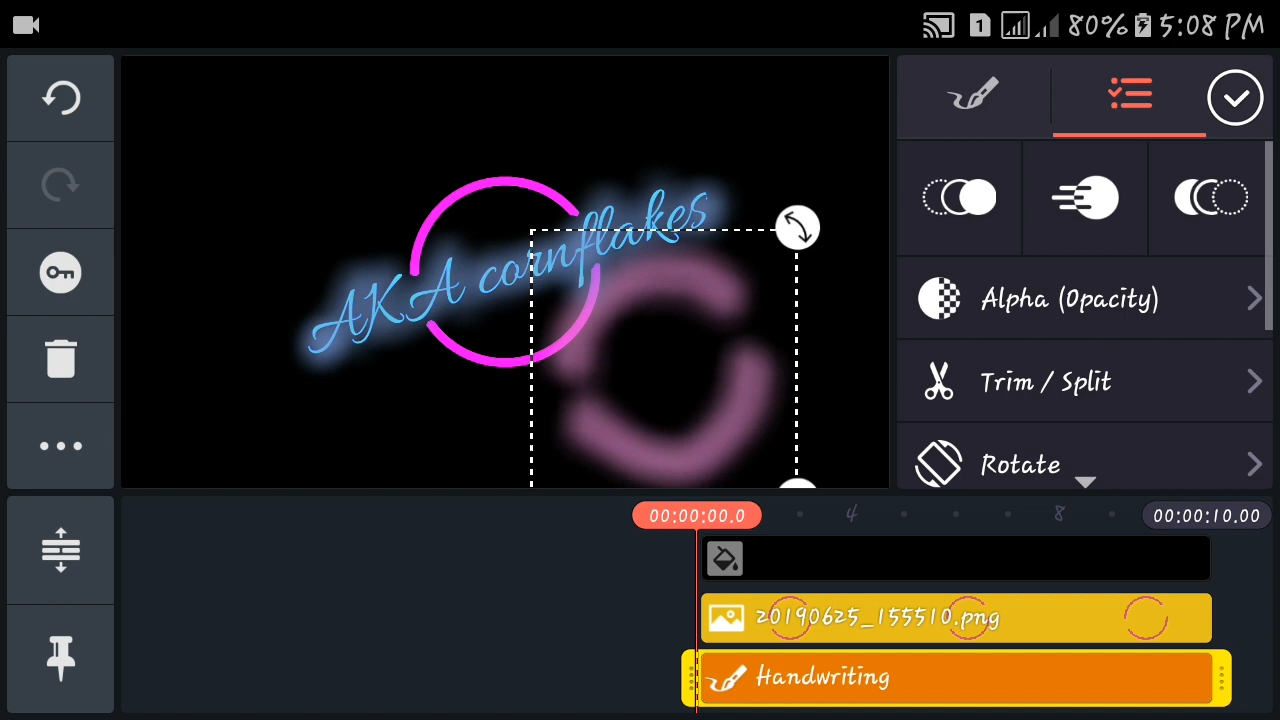 1 80% 5:08 PM
AKA cornflakes
Alpha (Opacity)
Trim / Split
Rotate
00:00:00.0 4 8 00:00:10.00
20190625_155510.png
Handwriting